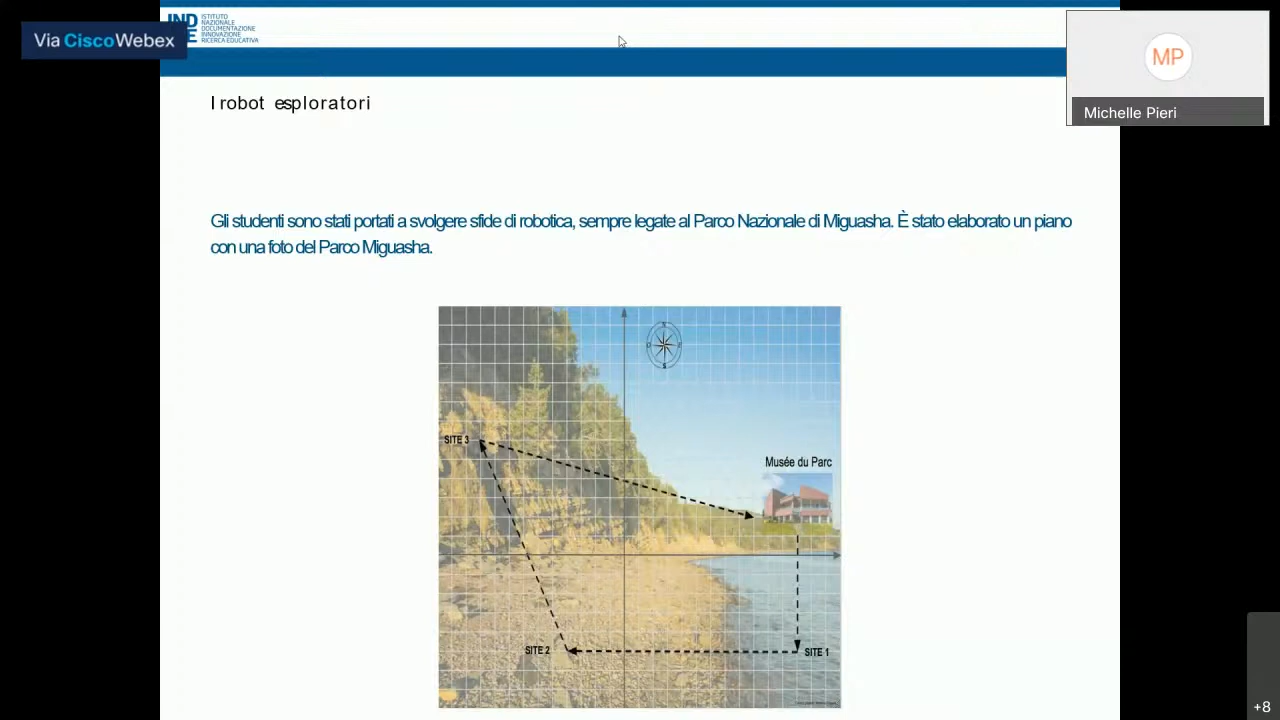 IND
E
ISTITUTO
NAZIONALE
DOCUMENTAZIONE
INNOVAZIONE
RICERCA EDUCATIVA
Via CiscoWebex
MP
Michelle Pieri
I robot esploratori
Gli studenti sono stati portati a svolgere sfide di robotica, sempre legate al Parco Nazionale di Miguasha. È stato elaborato un piano
con una foto del Parco Miguasha.
N
O E
S
SITE 3
Musée du Parc
SITE 2
SITE 1
+8